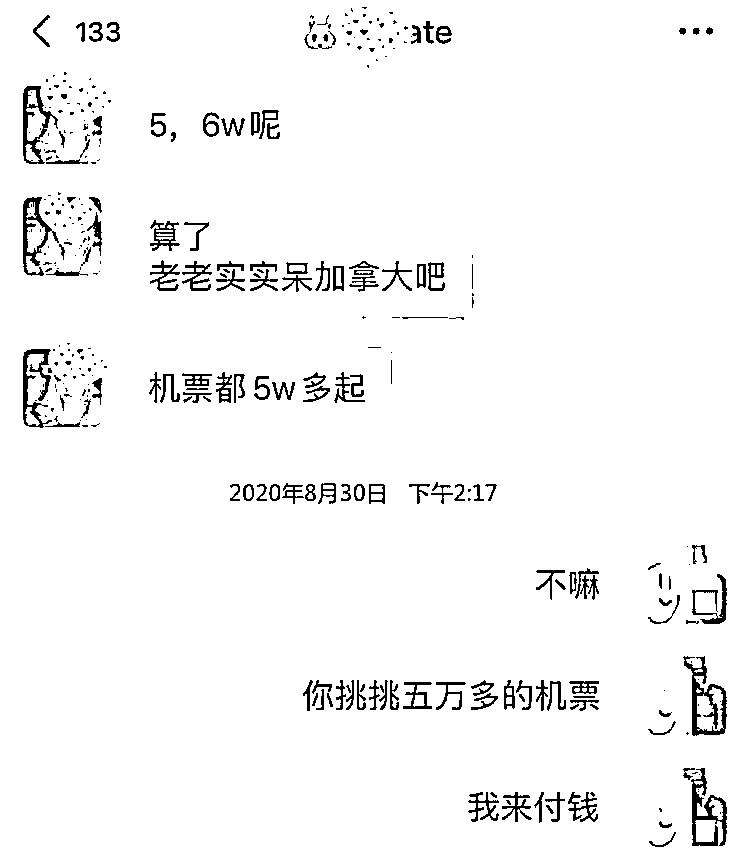 133
ate
5，6w呢
算了
老老实实呆加拿大吧
机票都5w多起
2020年8月30日 下午2:17
不嘛
你挑挑五万多的机票
我来付钱